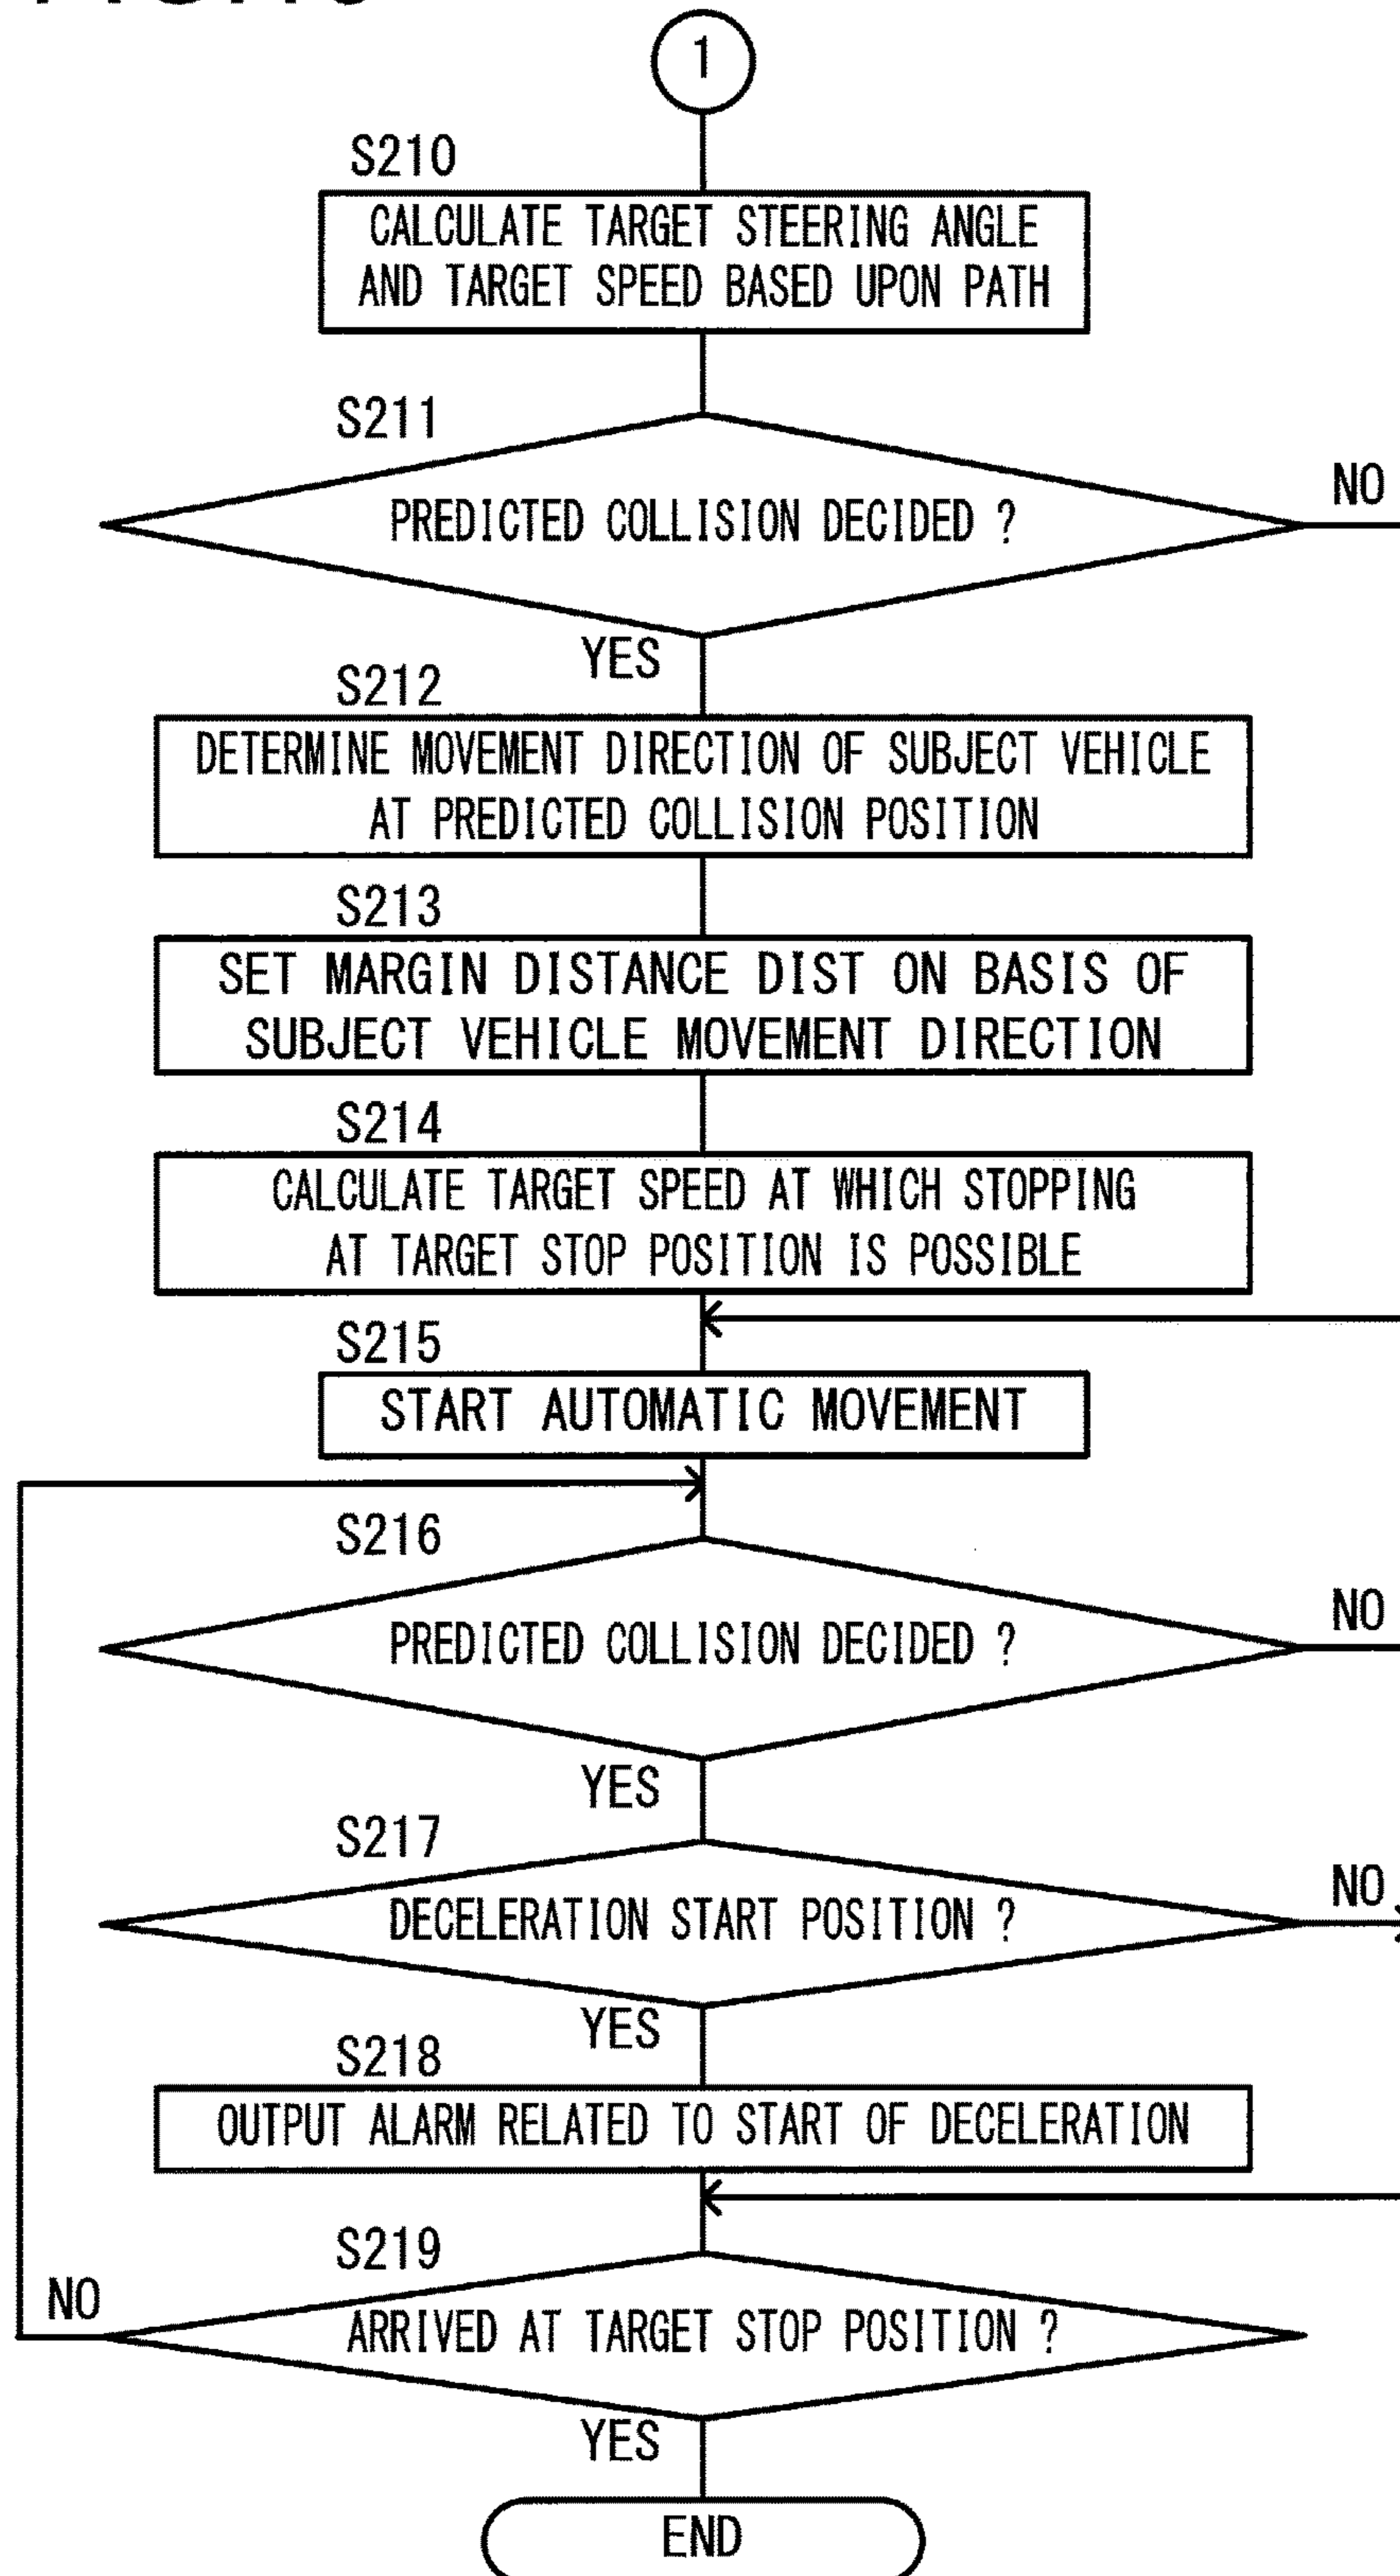 1
S210
CALCULATE TARGET STEERING ANGLE
AND TARGET SPEED BASED UPON PATH
S211
PREDICTED COLLISION DECIDED ?
NO
YES
S212
DETERMINE MOVEMENT DIRECTION OF SUBJECT VEHICLE
AT PREDICTED COLLISION POSITION
S213
SET MARGIN DISTANCE DIST ON BASIS OF
SUBJECT VEHICLE MOVEMENT DIRECTION
S214
CALCULATE TARGET SPEED AT WHICH STOPPING
AT TARGET STOP POSITION IS POSSIBLE
S215
START AUTOMATIC MOVEMENT
S216
PREDICTED COLLISION DECIDED ?
NO
YES
S217
DECELERATION START POSITION ?
NO
YES
S218
OUTPUT ALARM RELATED TO START OF DECELERATION
S219
NO
ARRIVED AT TARGET STOP POSITION ?
YES
END